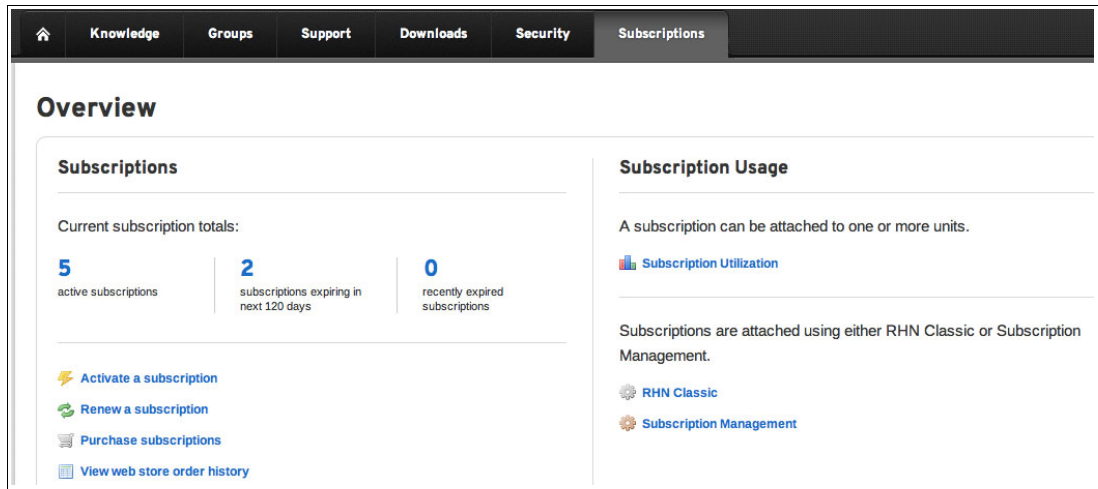 Knowledge Groups Support Downloads Security Subscriptions
Overview
Subscriptions
Current subscription totals:
5
active subscriptions
2
subscriptions expiring in
next 120 days
0
recently expired
subscriptions
Activate a subscription
Renew a subscription
Purchase subscriptions
View web store order history
Subscription Usage
A subscription can be attached to one or more units.
Subscription Utilization
Subscriptions are attached using either RHN Classic or Subscription
Management.
RHN Classic
Subscription Management